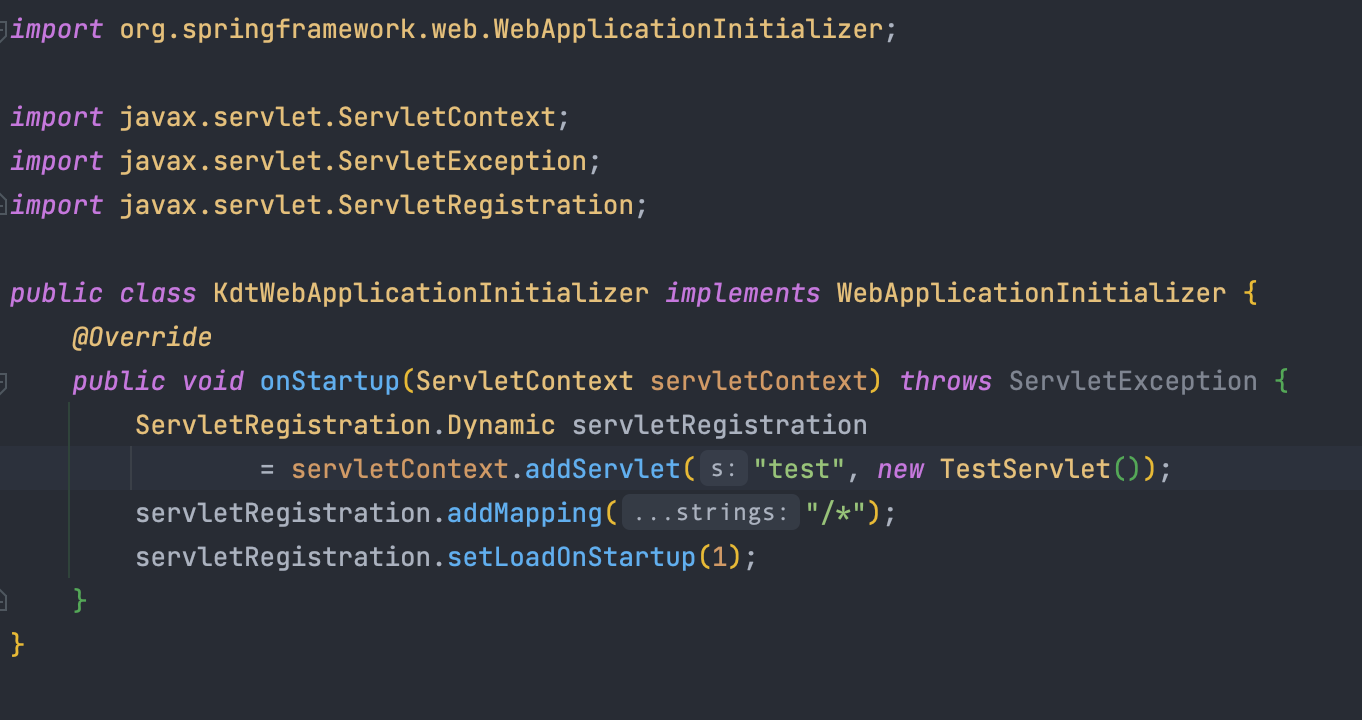 import org.springframework.web.WebApplicationInitializer;
import javax.servlet.ServletContext;
import javax.servlet.ServletException;
import javax.servlet.ServletRegistration;
public class KdtWebApplicationInitializer implements WebApplicationInitializer {
@Override
public void onStartup(ServletContext servletContext) throws ServletException {
ServletRegistration.Dynamic servletRegistration
= servletContext.addServlet( s: "test", new TestServlet());
servletRegistration.addMapping( ...strings: "/*");
servletRegistration.setLoadOnStartup(1);
}
}